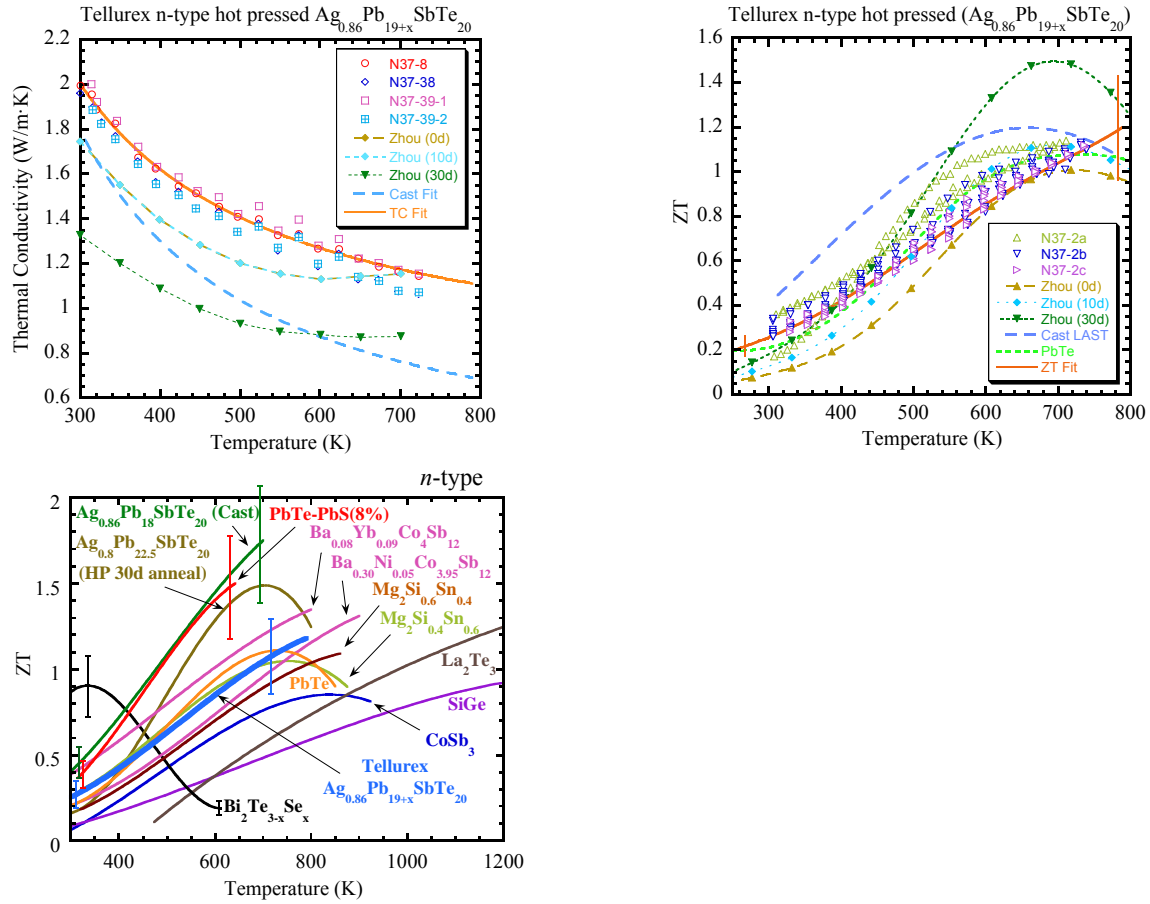 Tellurex n-type hot pressed Ag0.86Pb19+xSbTe20
2.2
2
1.8
1.6
1.4
1.2
1
0.8
0.6
Thermal Conductivity (W/m·K)
N37-8
N37-38
N37-39-1
N37-39-2
Zhou (0d)
Zhou (10d)
Zhou (30d)
Cast Fit
TC Fit
300 400 500 600 700 800
Temperature (K)
Tellurex n-type hot pressed (Ag0.86Pb19+xSbTe20)
1.6
1.4
1.2
1.0
0.8
0.6
0.4
0.2
0
ZT
N37-2a
N37-2b
N37-2c
Zhou (0d)
Zhou (10d)
Zhou (30d)
Cast LAST
PbTe
ZT Fit
300 400 500 600 700 800
Temperature (K)
n-type
2
1.5
1
0.5
0
ZT
Ag0.86Pb18SbTe20 (Cast)
PbTe-PbS(8%)
Ag0.8Pb22.5SbTe20
(HP 30d anneal)
Ba0.08Yb0.09Co4Sb12
Ba0.30Ni0.05Co3.95Sb12
Mg2Si0.6Sn0.4
Mg2Si0.4Sn0.6
La2Te3
PbTe
SiGe
CoSb3
Tellurex
Ag0.86Pb19+xSbTe20
Bi2Te3-xSex
400 600 800 1000 1200
Temperature (K)